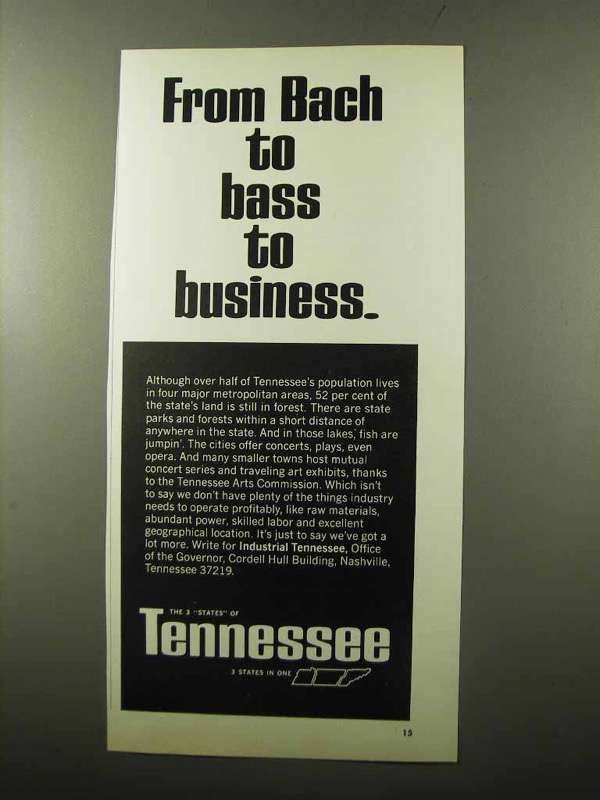 From Bach
to
bass
to
business.
Although over half of Tennessee's population lives
in four major metropolitan areas, 52 per cent of
the state's land is still in forest. There are state
parks and forests within a short distance of
anywhere in the state. And in those lakes, fish are
jumpin'. The cities offer concerts, plays, even
opera. And many smaller towns host mutual
concert series and traveling art exhibits, thanks
to the Tennessee Arts Commission. Which isn't
to say we don't have plenty of the things industry
needs to operate profitably, like raw materials,
abundant power, skilled labor and excellent
geographical location. It's just to say we've got a
lot more. Write for Industrial Tennessee, Office
of the Governor, Cordell Hull Building, Nashville,
Tennessee 37219.
THE 3 "STATES" OF
Tennessee
3 STATES IN ONE
15